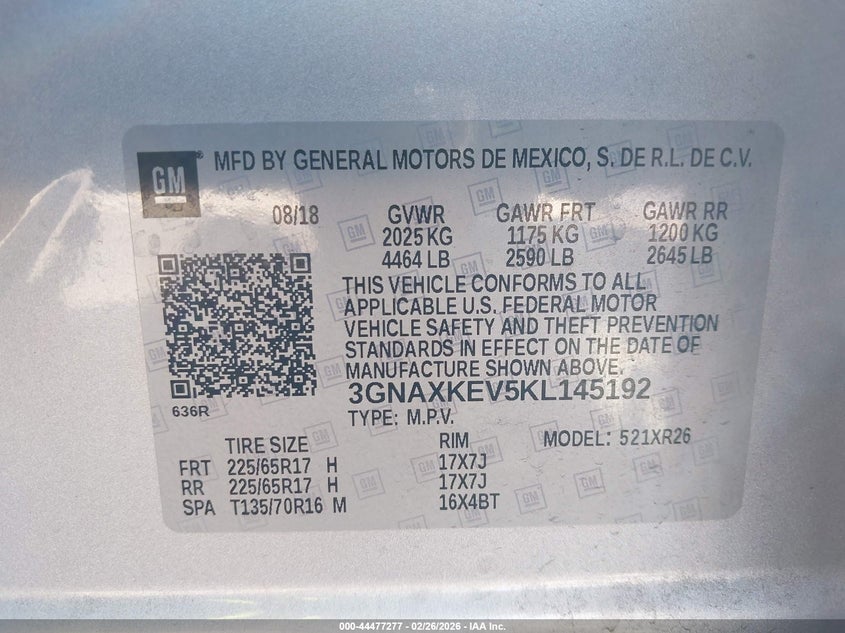 GM ® MFD BY GENERAL MOTORS DE MEXICO, S. DE R.L. DE C.V.
08/18 GVWR GAWR FRT GAWR RR
2025 KG 1175 KG 1200 KG
4464 LB 2590 LB 2645 LB
THIS VEHICLE CONFORMS TO ALL
APPLICABLE U.S. FEDERAL MOTOR
VEHICLE SAFETY AND THEFT PREVENTION
STANDARDS IN EFFECT ON THE DATE OF
MANUFACTURE SHOWN ABOVE.
3GNAXKEV5KL145192
636R
TYPE: M.P.V.
TIRE SIZE RIM MODEL: 521XR26
FRT 225/65R17 H 17X7J
RR 225/65R17 H 17X7J
SPA T135/70R16 M 16X4BT
000-44477277 - 02/26/2026 - IAA Inc.